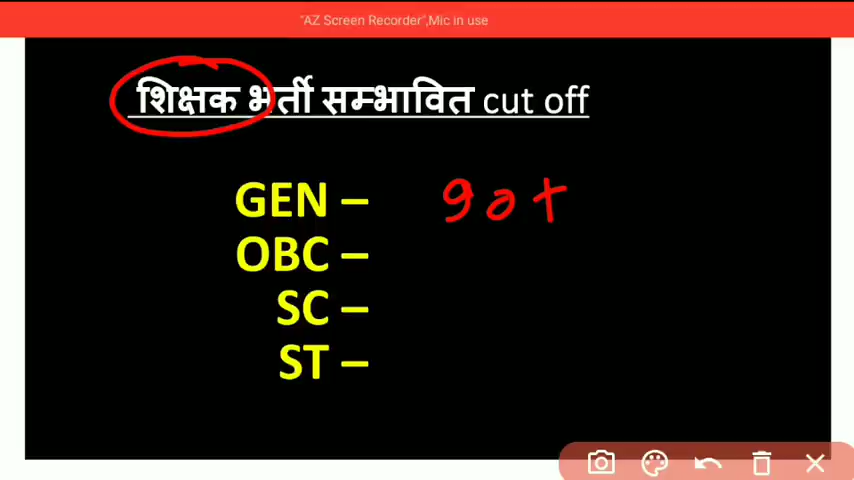 "AZ Screen Recorder",Mic in use
शिक्षक भर्ती सम्भावित cut off
GEN – 90+
OBC –
SC –
ST –